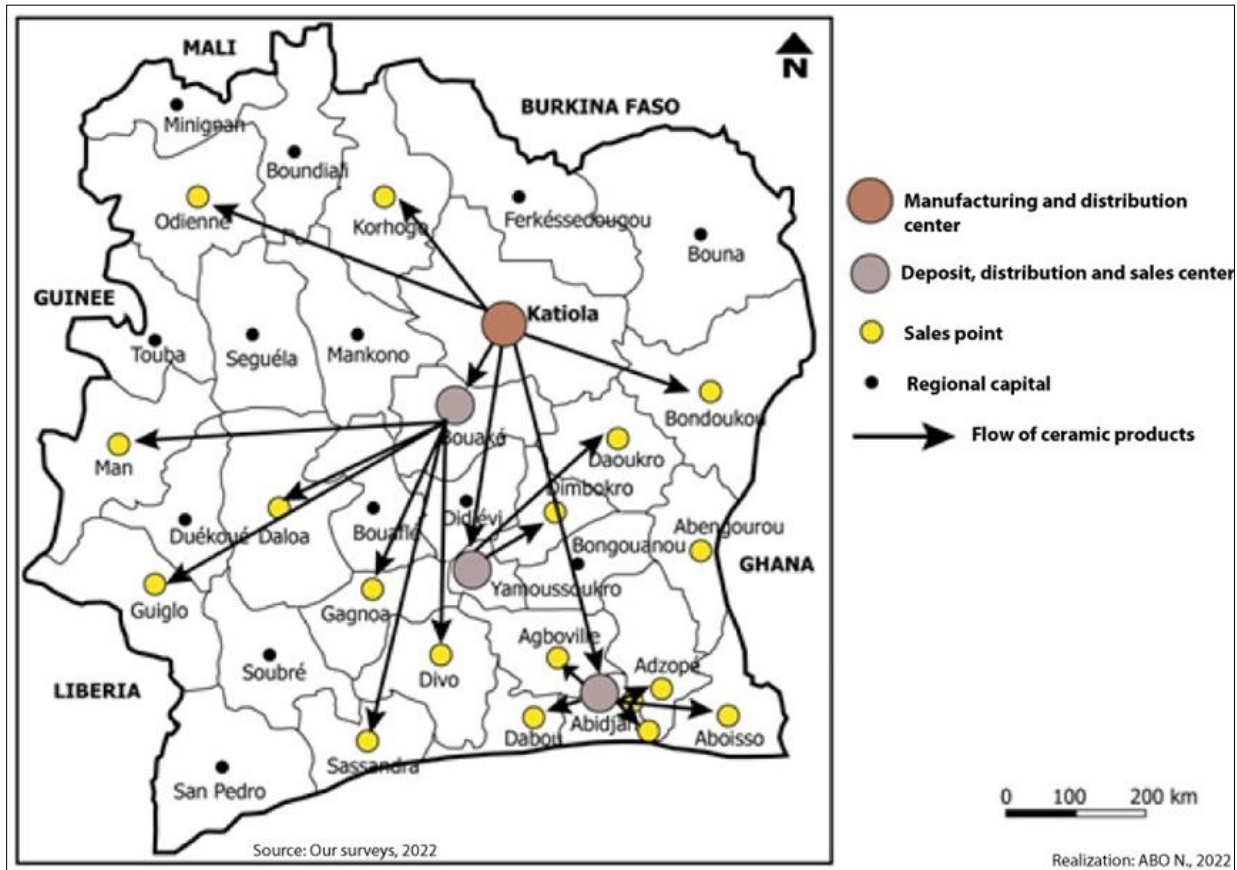 MALI
N
BURKINA FASO
Minignan
Boundiali
Odienne
Korhogo
Ferkéssedougou
Bouna
GUINEE
Katiola
Touba
Seguéla
Mankono
Bondoukou
Bouaké
Man
Daoukro
Dimbokro
Duékoué
Daloa
Bouaflé
Didiévi
Abengourou
Bongouanou
GHANA
Guiglo
Gagnoa
Yamoussoukro
Agboville
Adzopé
Soubré
Divo
LIBERIA
Abidjan
Dabou
Aboisso
Sassandra
San Pedro
Source: Our surveys, 2022
Manufacturing and distribution
center
Deposit, distribution and sales center
Sales point
Regional capital
Flow of ceramic products
0 100 200 km
Realization: ABO N., 2022